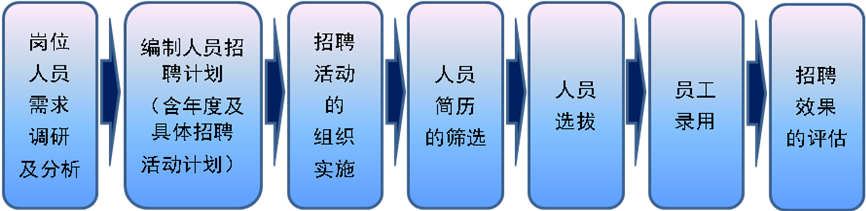 岗位
人员
需求
调研
及分析
编制人员招
聘计划
（含年度及
具体招聘
活动计划）
招聘
活动
的
组织
实施
人员
简历
的筛选
人员
选拔
员工
录用
招聘
效果
的评估